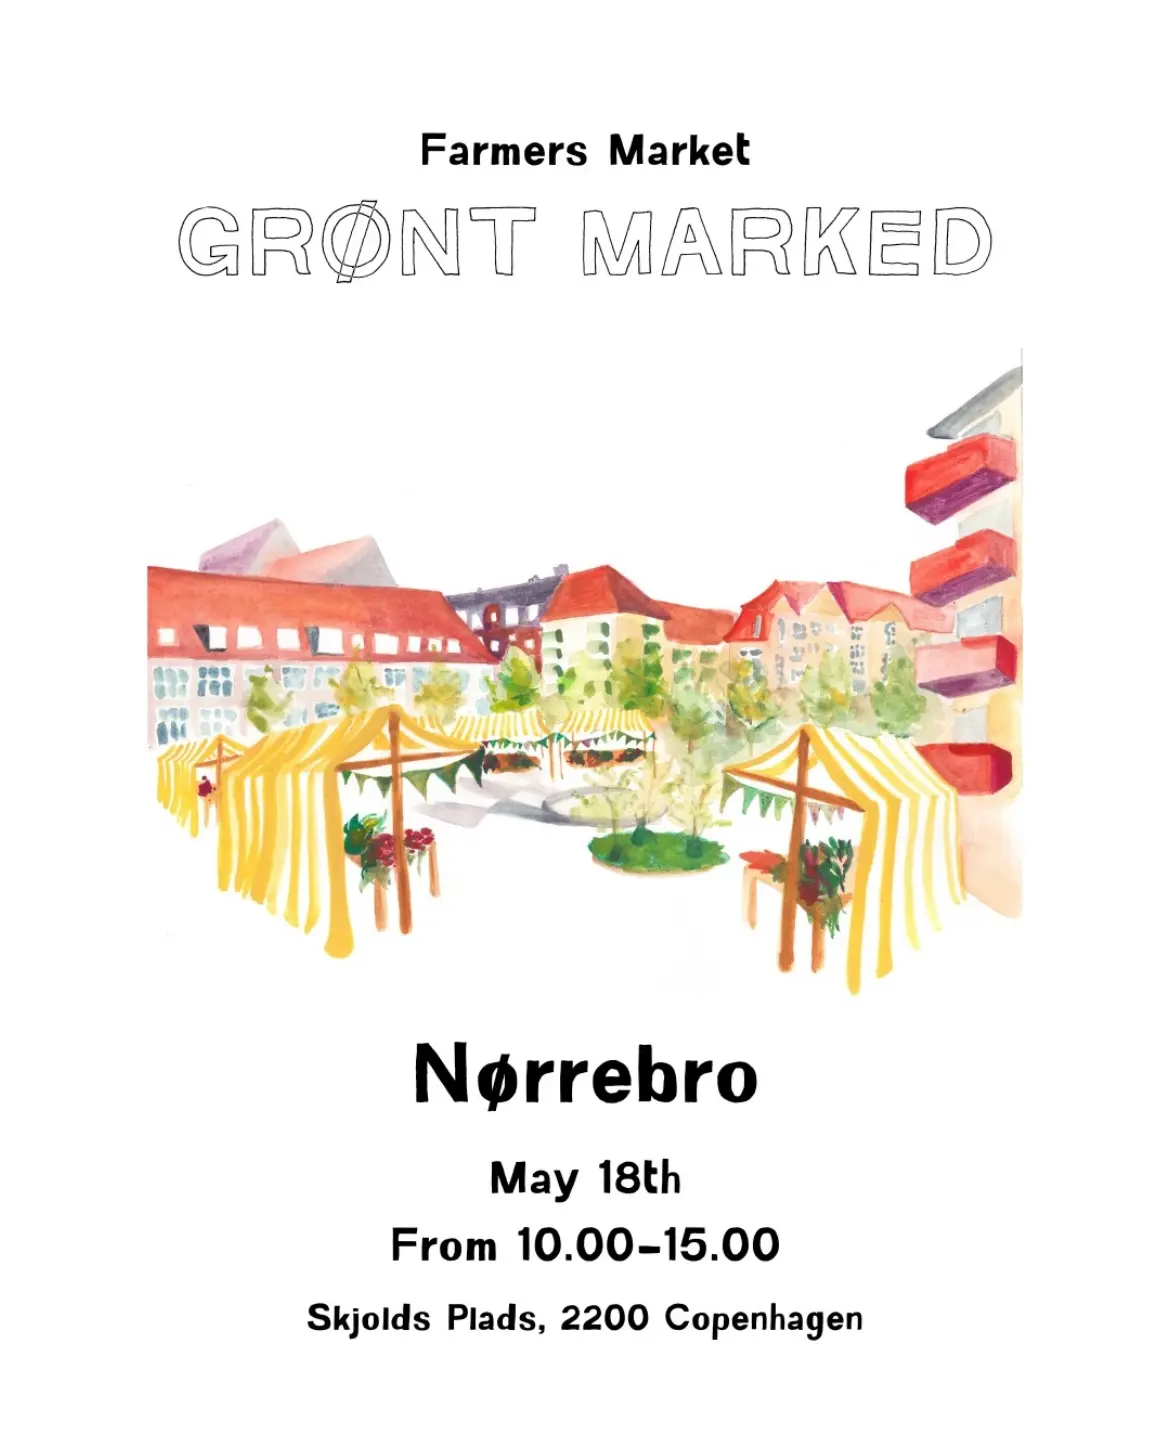 Farmers Market
GRØNT MARKED
Nørrebro
May 18th
From 10.00-15.00
Skjolds Plads, 2200 Copenhagen